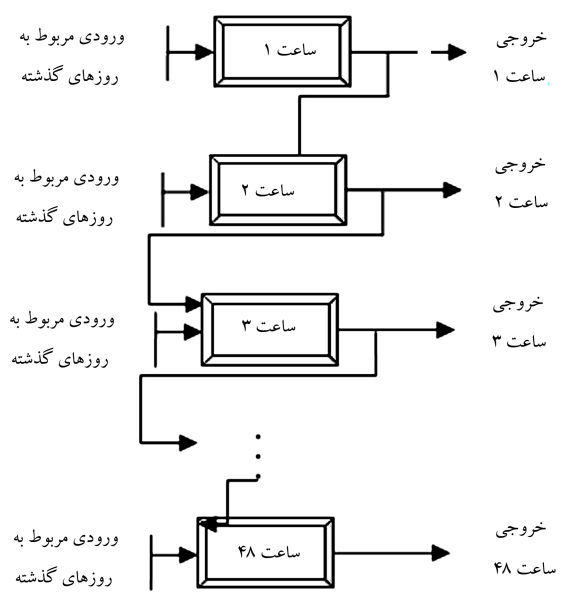 ورودی مربوط به
روزهای گذشته
ساعت ۱
خروجی
ساعت ۱
ورودی مربوط به
روزهای گذشته
ساعت ۲
خروجی
ساعت ۲
ورودی مربوط به
روزهای گذشته
ساعت ۳
خروجی
ساعت ۳
ورودی مربوط به
روزهای گذشته
ساعت ۴۸
خروجی
ساعت ۴۸